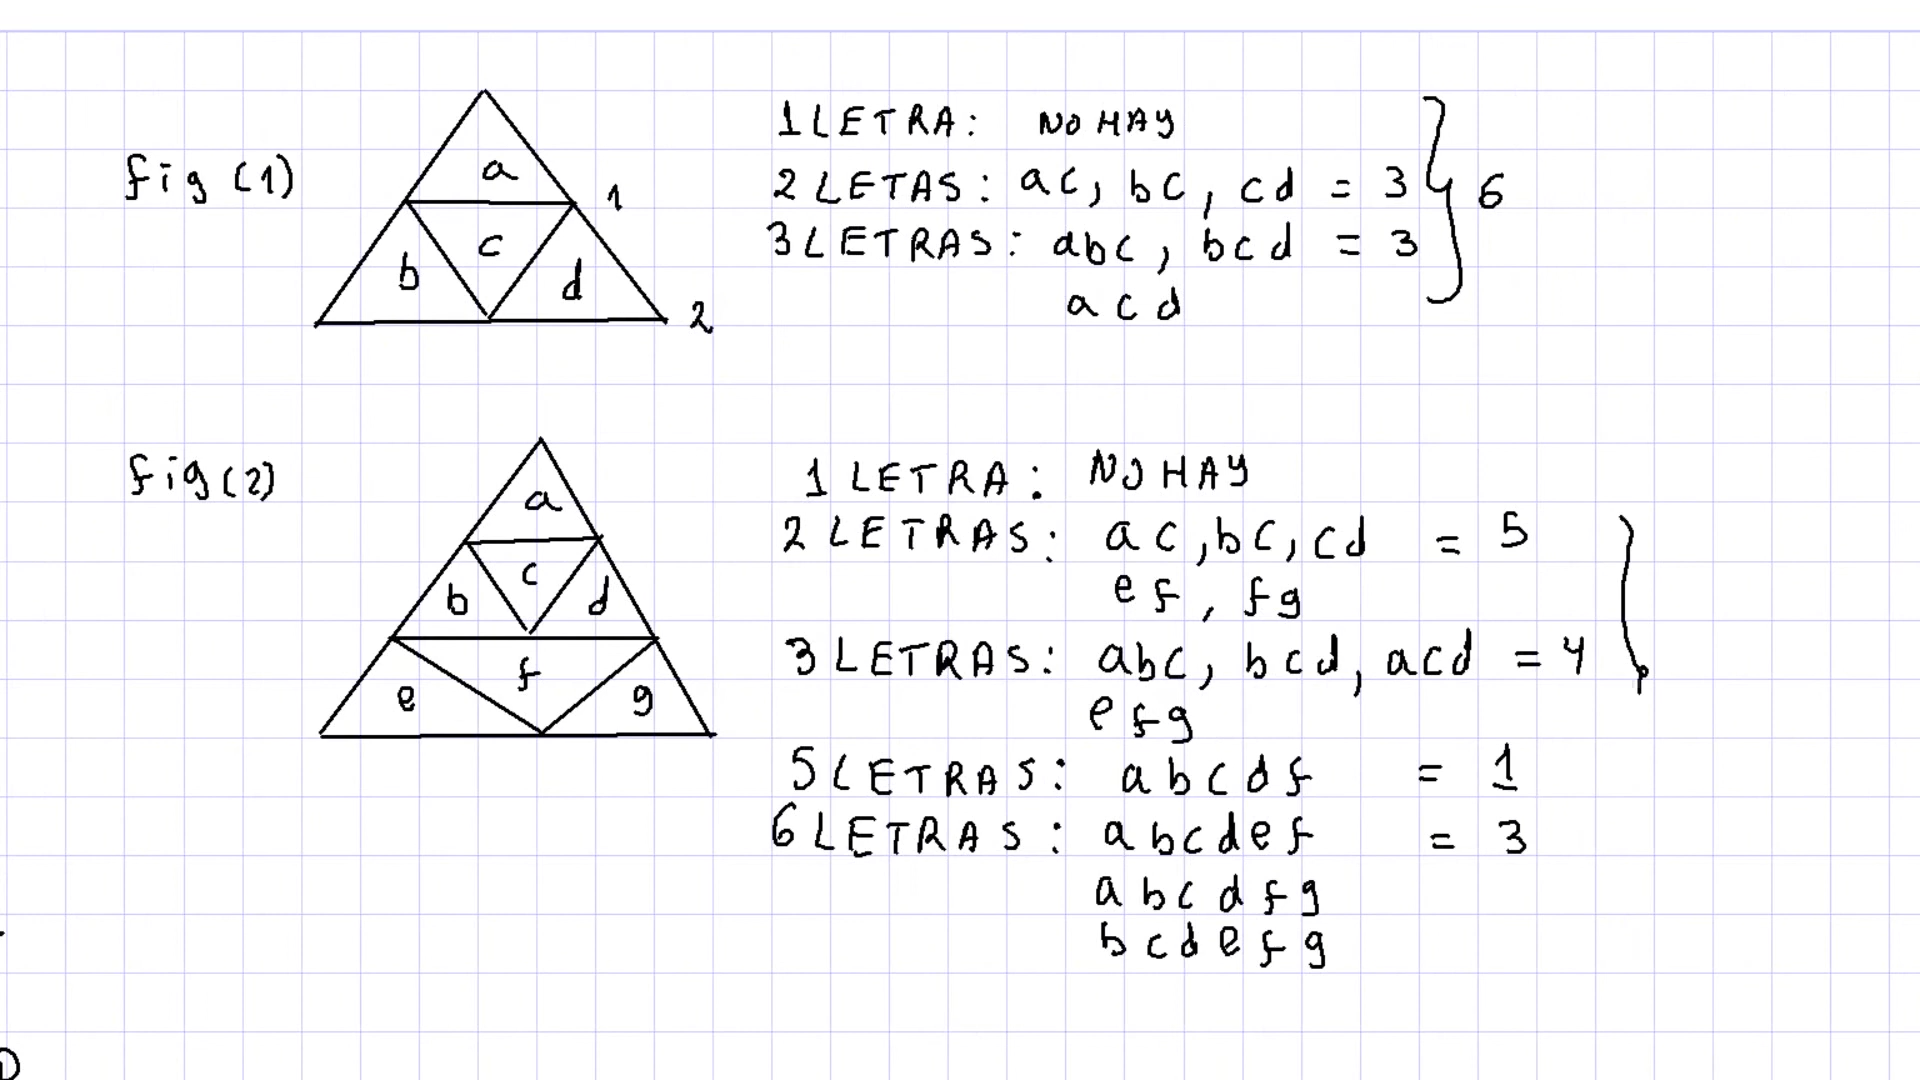 fig (1)
a
b c d
1
2
1 LETRA: NO HAY
2 LETAS: ac, bc, cd = 3
3 LETRAS: abc, bcd = 3
acd
6
fig(2)
a
b c d
e f g
1 LETRA: NO HAY
2 LETRAS: ac, bc, cd = 5
ef, fg
3 LETRAS: abc, bcd, acd = 4
efg
5 LETRAS: abcdf = 1
6 LETRAS: abcdef = 3
abcdfg
bcdefg